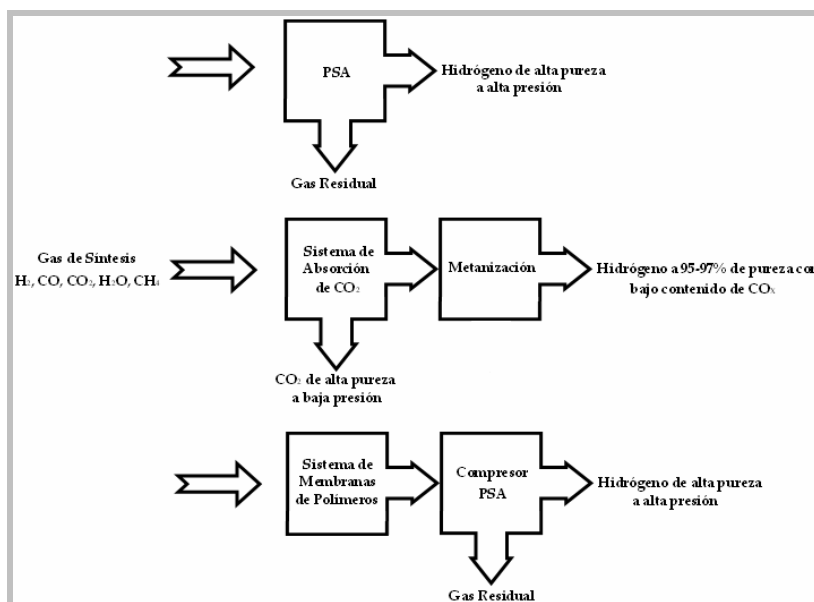 PSA
Hidrógeno de alta pureza
a alta presión
Gas Residual
Gas de Sintesis
H₂, CO, CO₂, H₂O, CH₄
Sistema de
Absorción
de CO₂
Metanización
Hidrógeno a 95-97% de pureza con
bajo contenido de COₓ
CO₂ de alta pureza
a baja presión
Sistema de
Membranas
de Polímeros
Compresor
PSA
Hidrógeno de alta pureza
a alta presión
Gas Residual